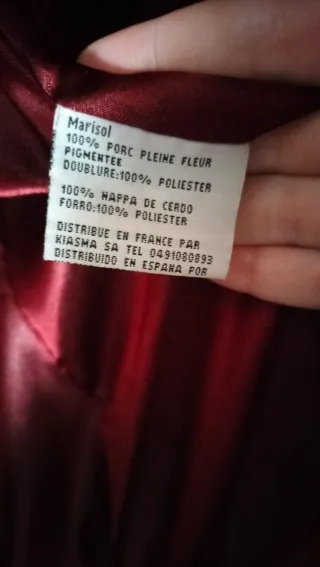 Marisol
100% PORC PLEINE FLEUR
PIGMENTEE
DOUBLURE:100% POLIESTER
100% NAPPA DE CERDO
FORRO:100% POLIESTER
DISTRIBUE EN FRANCE PAR
KIASMA SA TEL 0491080893
DISTRIBUIDO EN ESPANA POR